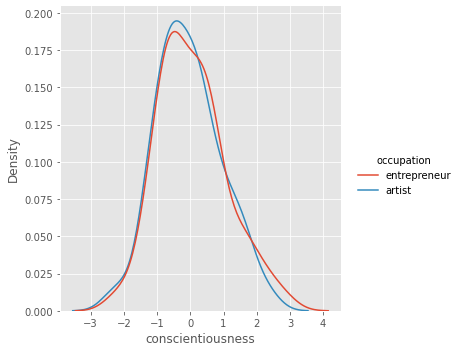 0.200
0.175
0.150
0.125
0.100
0.075
0.050
0.025
0.000
Density
−3 −2 −1 0 1 2 3 4
conscientiousness
occupation
entrepreneur
artist